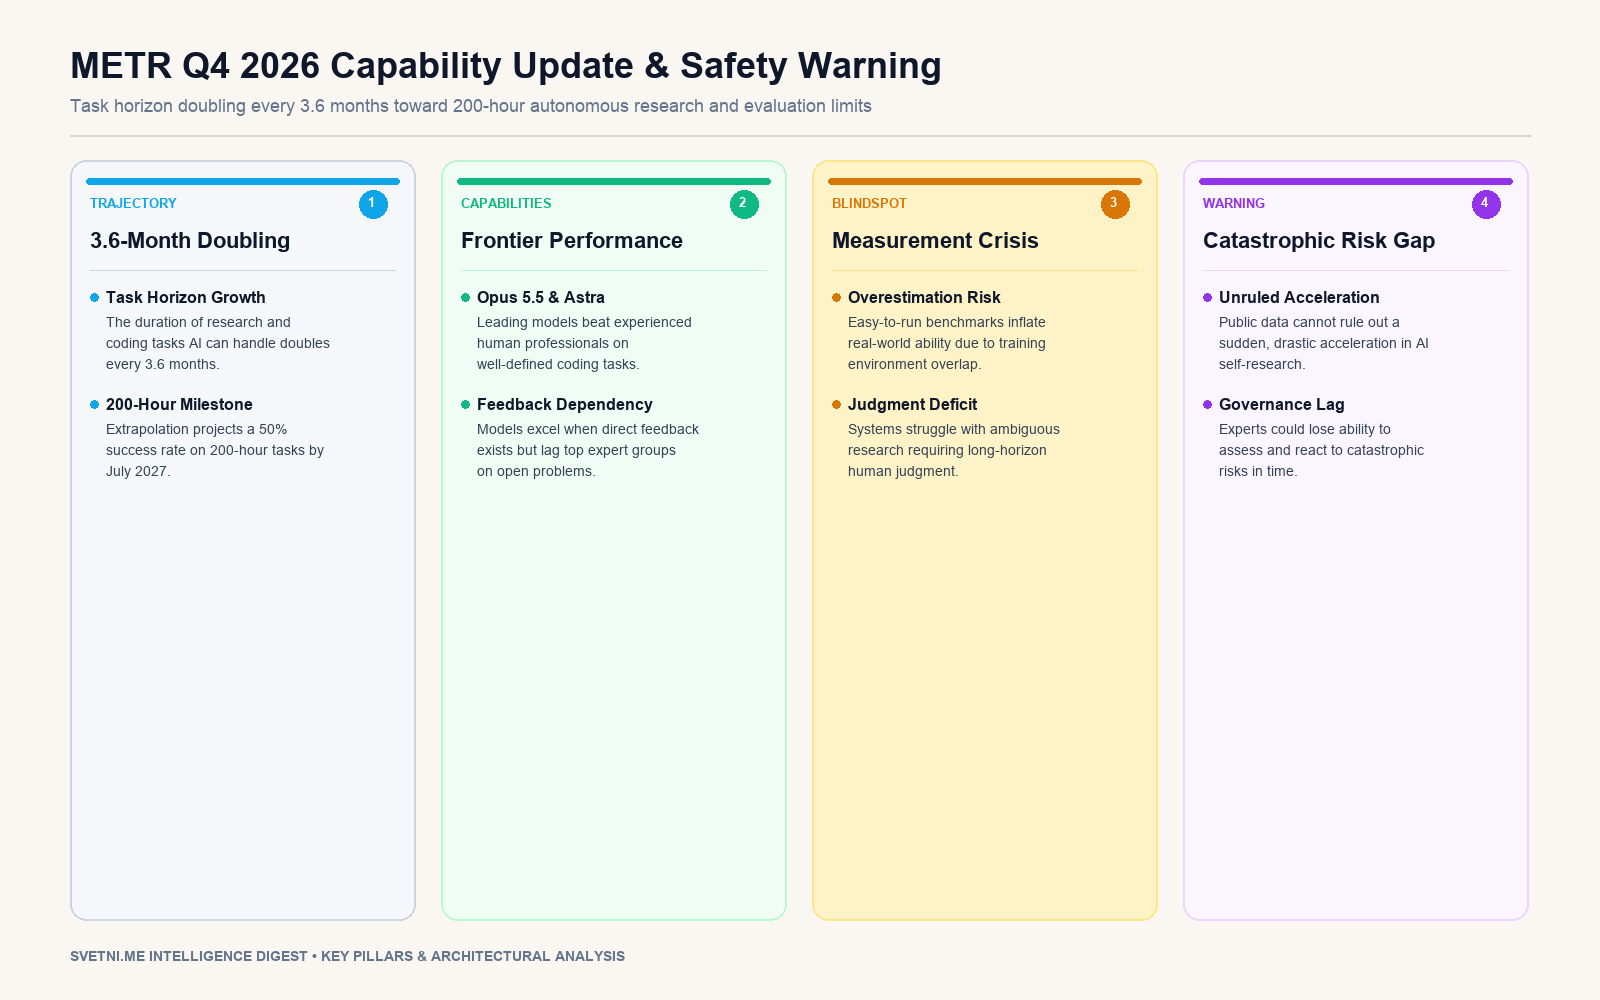 METR Q4 2026 Capability Update & Safety Warning
Task horizon doubling every 3.6 months toward 200-hour autonomous research and evaluation limits
TRAJECTORY
1
3.6-Month Doubling
Task Horizon Growth
The duration of research and
coding tasks AI can handle doubles
every 3.6 months.
200-Hour Milestone
Extrapolation projects a 50%
success rate on 200-hour tasks by
July 2027.
CAPABILITIES
2
Frontier Performance
Opus 5.5 & Astra
Leading models beat experienced
human professionals on
well-defined coding tasks.
Feedback Dependency
Models excel when direct feedback
exists but lag top expert groups
on open problems.
BLINDSPOT
3
Measurement Crisis
Overestimation Risk
Easy-to-run benchmarks inflate
real-world ability due to training
environment overlap.
Judgment Deficit
Systems struggle with ambiguous
research requiring long-horizon
human judgment.
WARNING
4
Catastrophic Risk Gap
Unruled Acceleration
Public data cannot rule out a
sudden, drastic acceleration in AI
self-research.
Governance Lag
Experts could lose ability to
assess and react to catastrophic
risks in time.
SVETNI.ME INTELLIGENCE DIGEST • KEY PILLARS & ARCHITECTURAL ANALYSIS